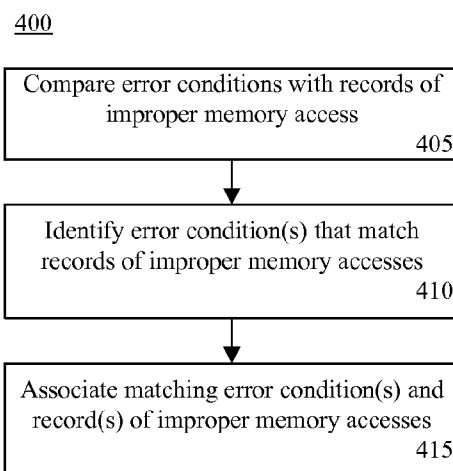 400
Compare error conditions with records of
improper memory access
405
Identify error condition(s) that match
records of improper memory accesses
410
Associate matching error condition(s) and
record(s) of improper memory accesses
415